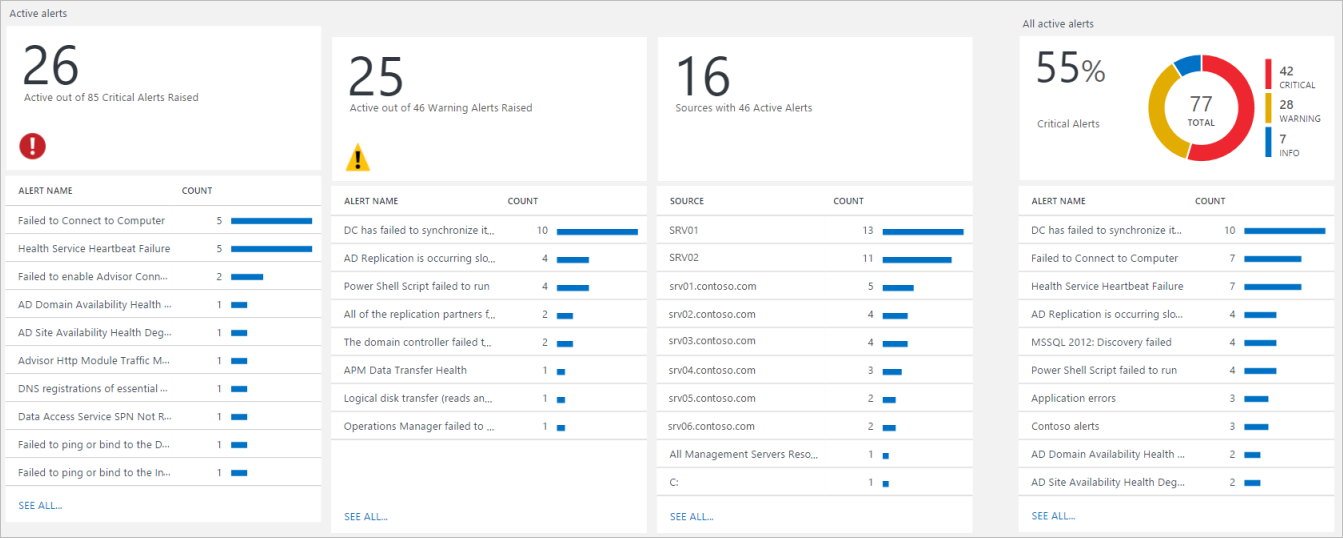 Active alerts
26
Active out of 85 Critical Alerts Raised
ALERT NAME COUNT
Failed to Connect to Computer 5
Health Service Heartbeat Failure 5
Failed to enable Advisor Conn... 2
AD Domain Availability Health ... 1
AD Site Availability Health Deg... 1
Advisor Http Module Traffic M... 1
DNS registrations of essential ... 1
Data Access Service SPN Not R... 1
Failed to ping or bind to the D... 1
Failed to ping or bind to the In... 1
SEE ALL...
25
Active out of 46 Warning Alerts Raised
ALERT NAME COUNT
DC has failed to synchronize it... 10
AD Replication is occurring slo... 4
Power Shell Script failed to run 4
All of the replication partners f... 2
The domain controller failed t... 2
APM Data Transfer Health 1
Logical disk transfer (reads an... 1
Operations Manager failed to ... 1
SEE ALL...
16
Sources with 46 Active Alerts
SOURCE COUNT
SRV01 13
SRV02 11
srv01.contoso.com 5
srv02.contoso.com 4
srv03.contoso.com 4
srv04.contoso.com 3
srv05.contoso.com 2
srv06.contoso.com 2
All Management Servers Reso... 1
C: 1
SEE ALL...
All active alerts
55%
Critical Alerts
77
TOTAL
42
CRITICAL
28
WARNING
7
INFO
ALERT NAME COUNT
DC has failed to synchronize it... 10
Failed to Connect to Computer 7
Health Service Heartbeat Failure 7
AD Replication is occurring slo... 4
MSSQL 2012: Discovery failed 4
Power Shell Script failed to run 4
Application errors 3
Contoso alerts 3
AD Domain Availability Health ... 2
AD Site Availability Health Deg... 2
SEE ALL...